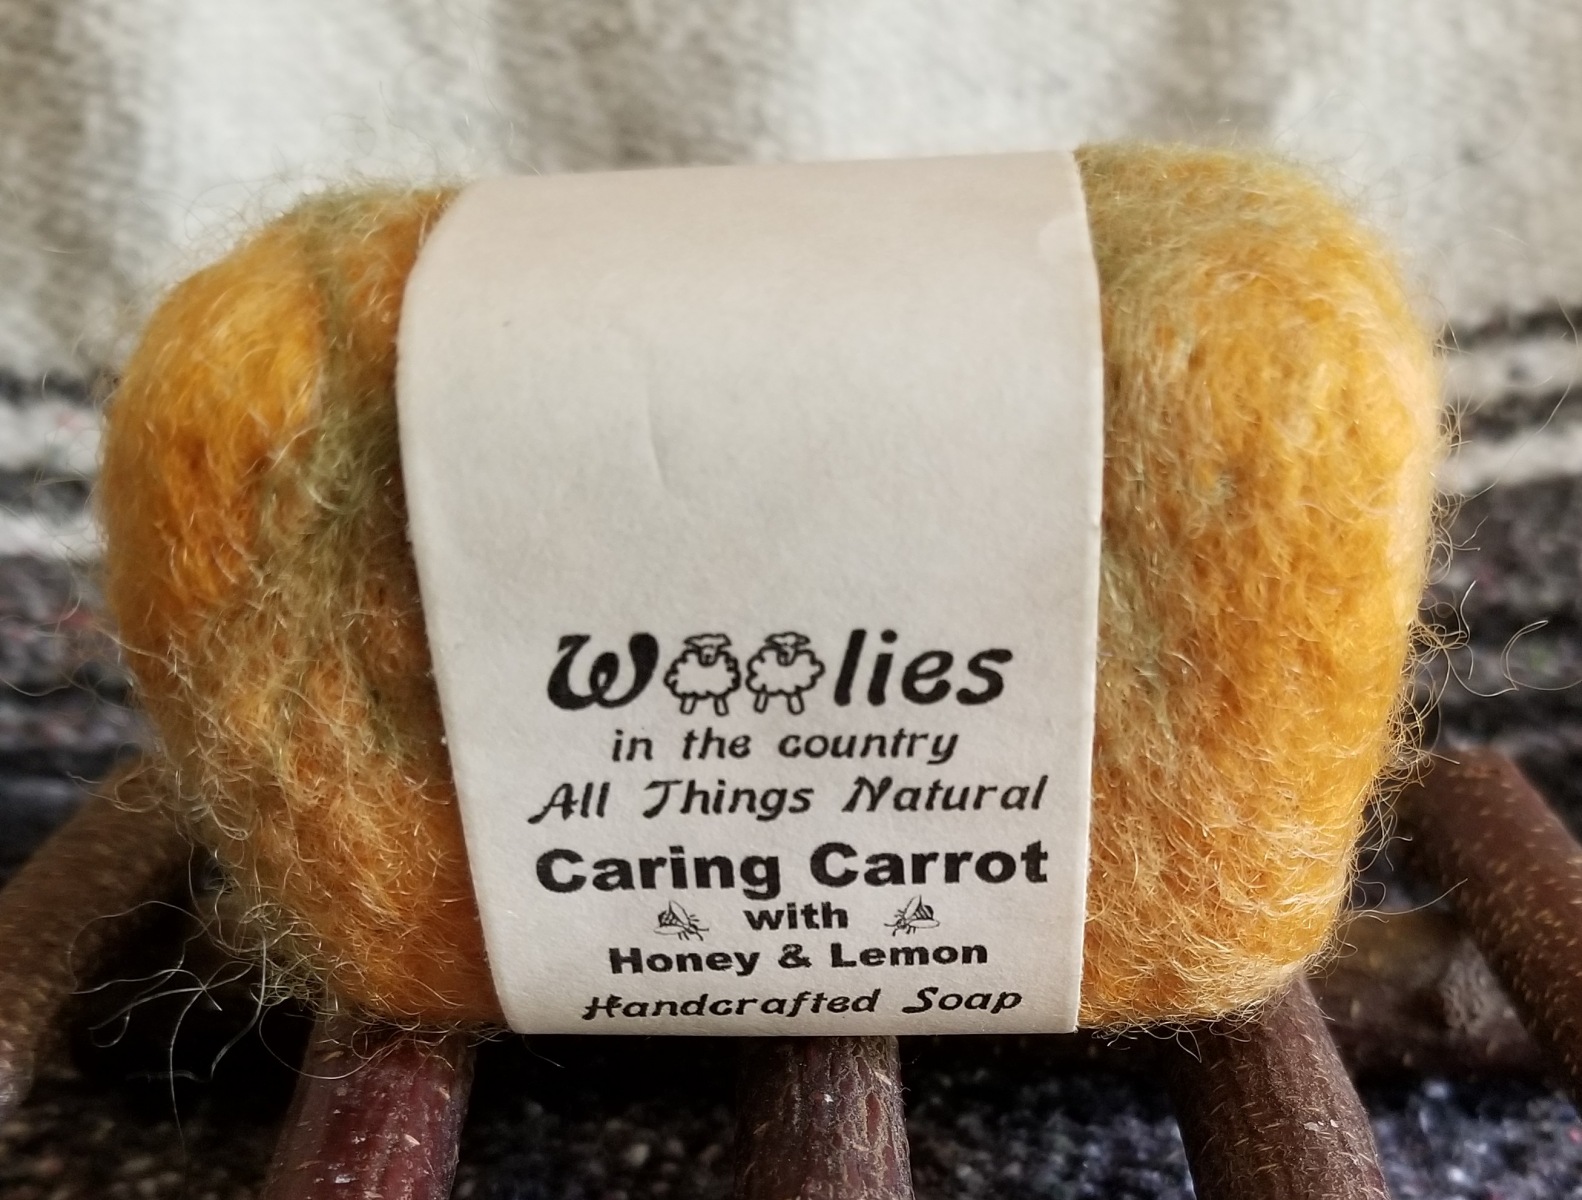 Woolies
in the country
All Things Natural
Caring Carrot
with
Honey & Lemon
Handcrafted Soap